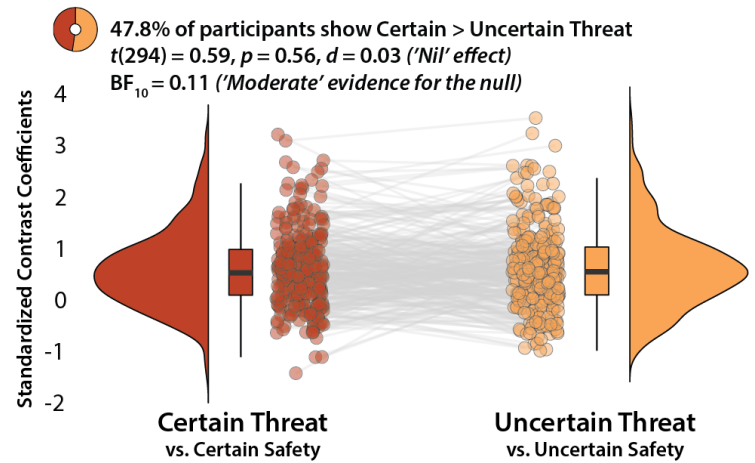 47.8% of participants show Certain > Uncertain Threat
t(294) = 0.59, p = 0.56, d = 0.03 ('Nil' effect)
BF10 = 0.11 ('Moderate' evidence for the null)
Standardized Contrast Coefficients
4
3
2
1
0
-1
-2
Certain Threat
vs. Certain Safety
Uncertain Threat
vs. Uncertain Safety